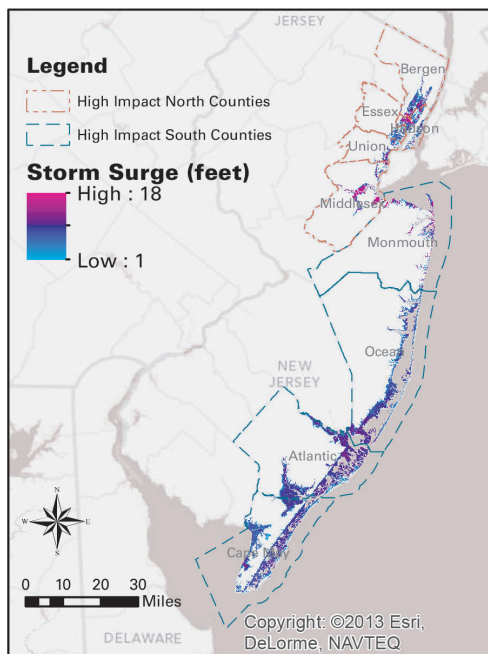 JERSEY
Legend
High Impact North Counties
High Impact South Counties
Storm Surge (feet)
High : 18
Low : 1
Bergen
Essex
Hudson
Union
Middlesex
Monmouth
Ocean
NEW
JERSEY
Atlantic
Cape May
N
W
E
S
0 10 20 30
Miles
DELAWARE
Copyright: ©2013 Esri,
DeLorme, NAVTEQ